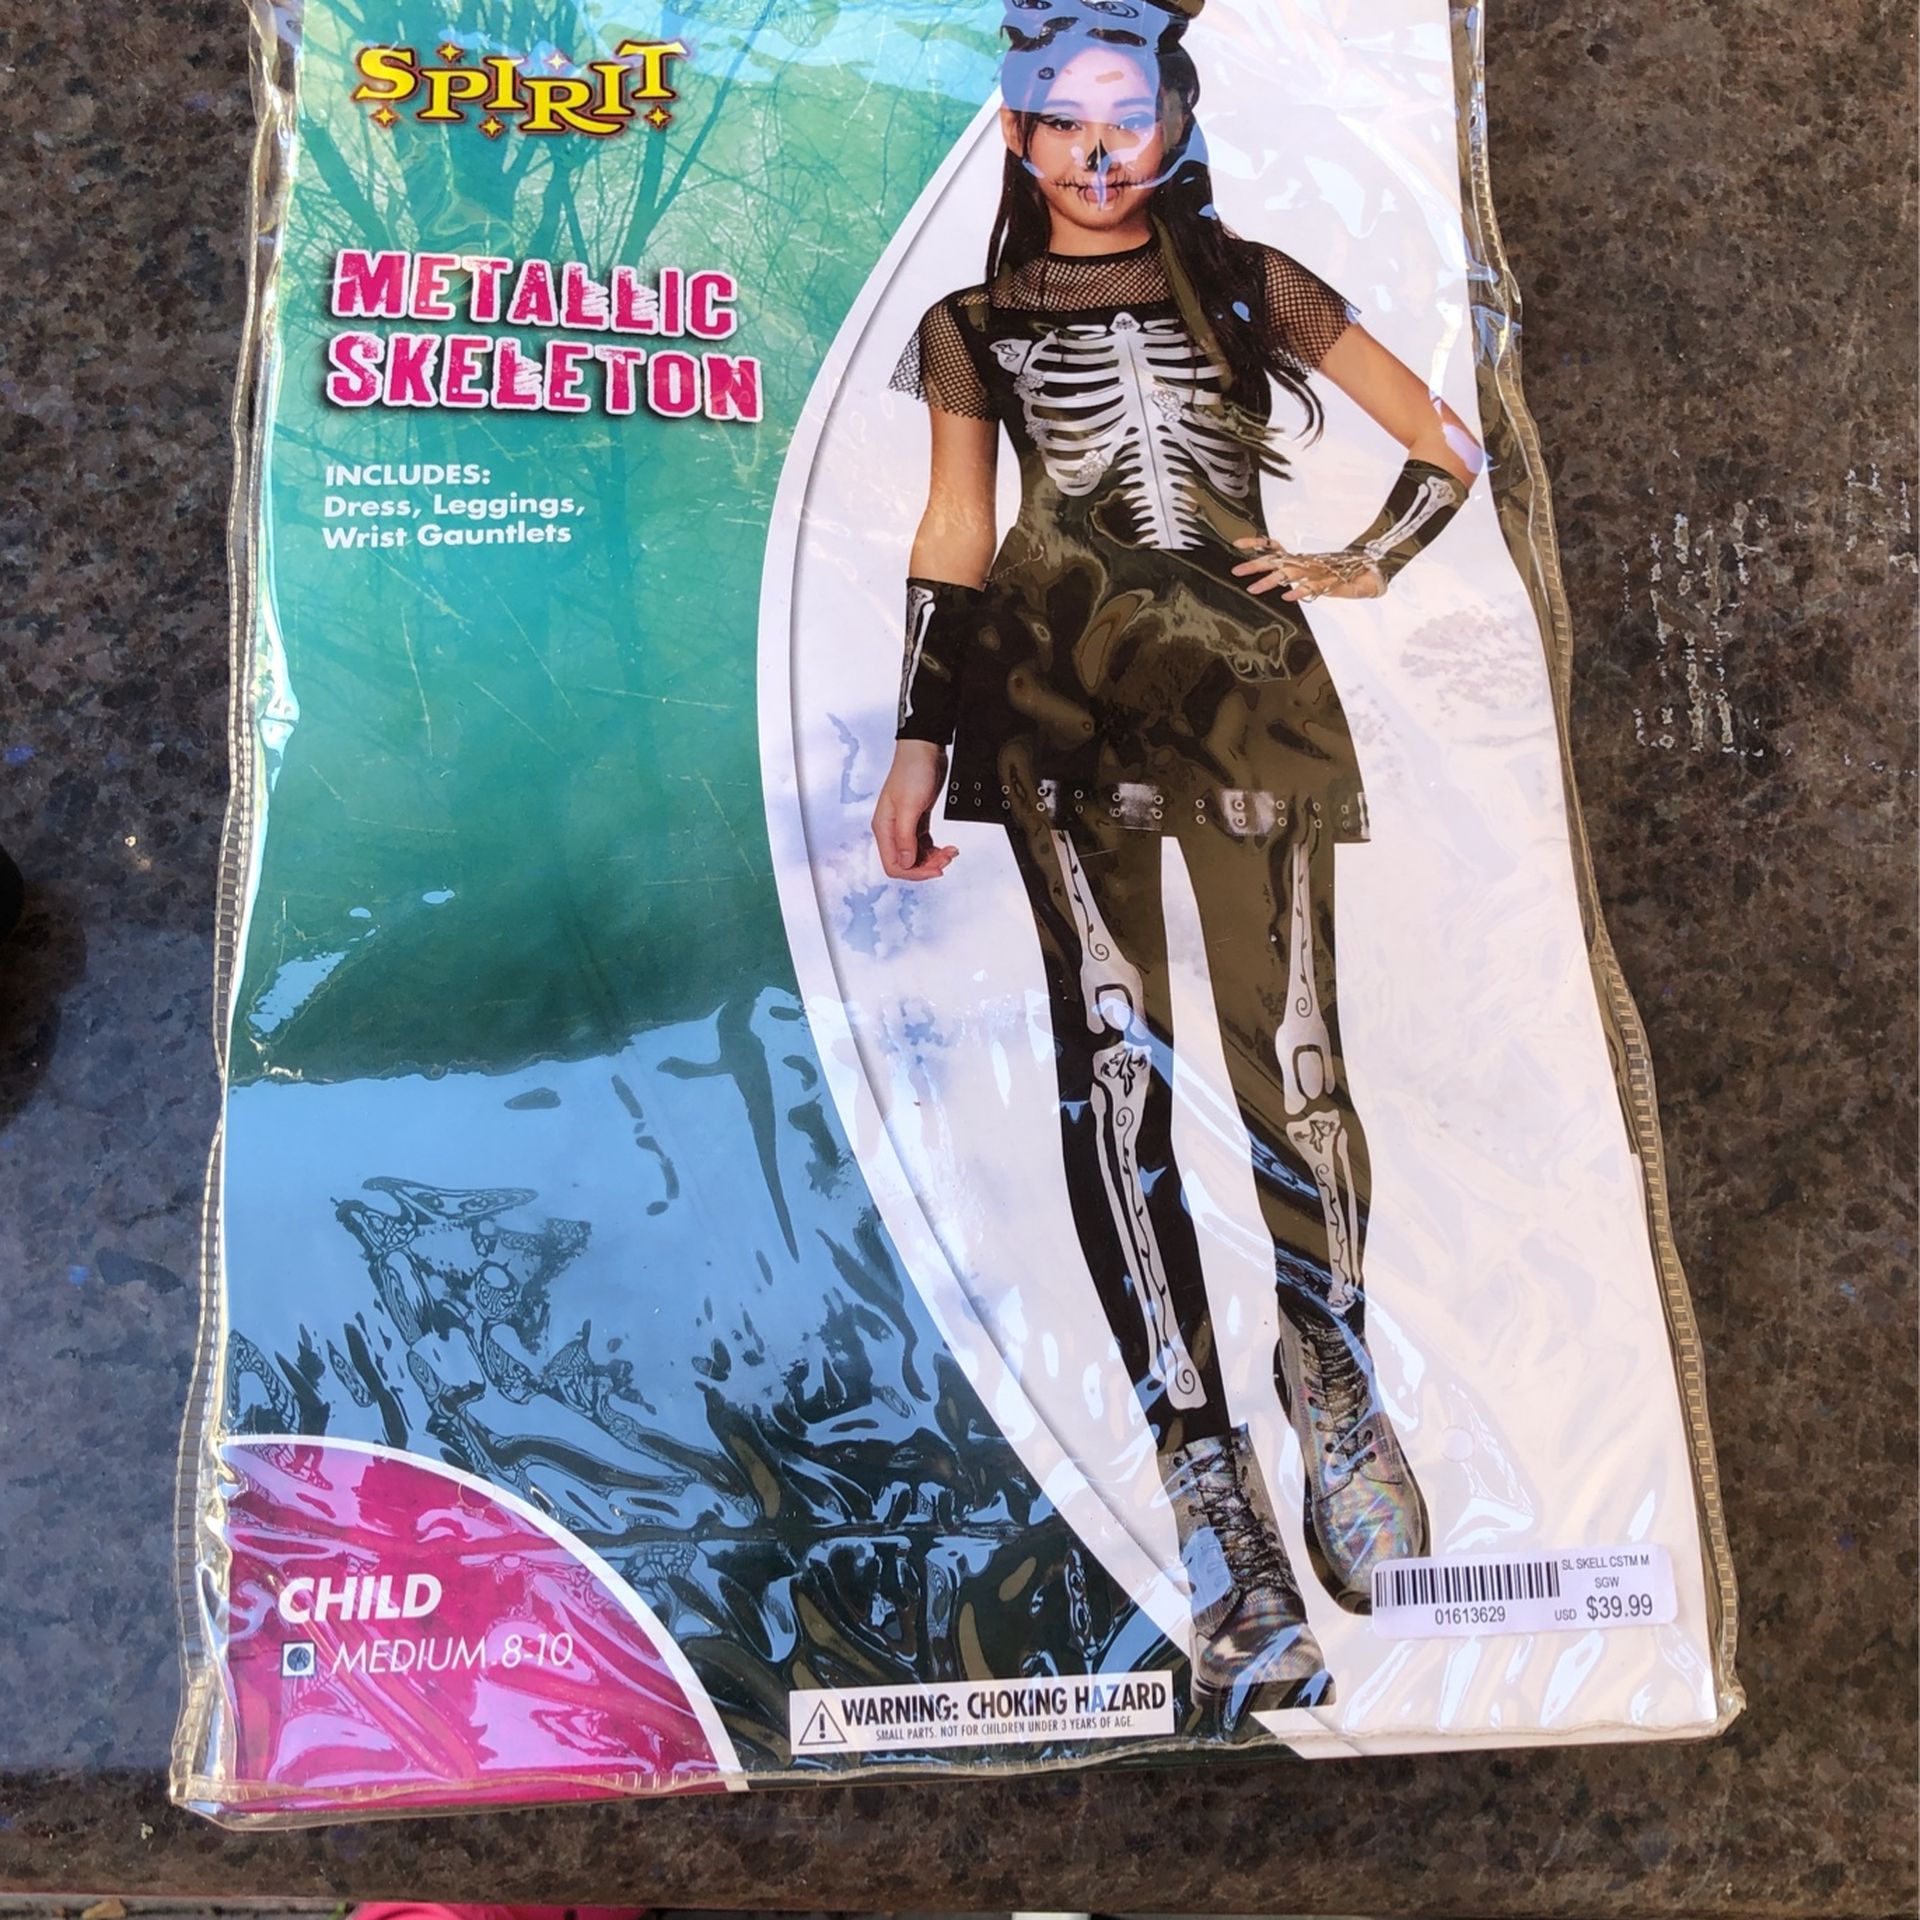 SPIRIT
METALLIC
SKELETON
INCLUDES:
Dress, Leggings,
Wrist Gauntlets
CHILD
MEDIUM 8-10
WARNING: CHOKING HAZARD
SMALL PARTS. NOT FOR CHILDREN UNDER 3 YEARS OF AGE.
SL SKELL CSTM M
SGW
01613629
USD $39.99